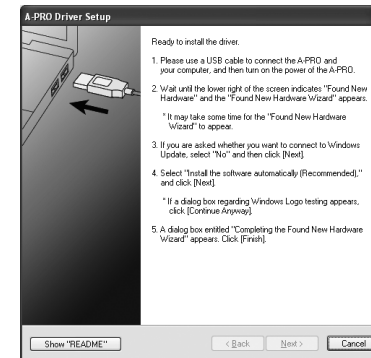 A-PRO Driver Setup
Ready to install the driver.
1. Please use a USB cable to connect the A-PRO and
your computer, and then turn on the power of the A-PRO.
2. Wait until the lower right of the screen indicates "Found New
Hardware" and the "Found New Hardware Wizard" appears.
* It may take some time for the "Found New Hardware
Wizard" to appear.
3. If you are asked whether you want to connect to Windows
Update, select "No" and then click [Next].
4. Select "Install the software automatically (Recommended),"
and click [Next].
* If a dialog box regarding Windows Logo testing appears,
click [Continue Anyway].
5. A dialog box entitled "Completing the Found New Hardware
Wizard" appears. Click [Finish].
Show "README"
< Back
Next >
Cancel